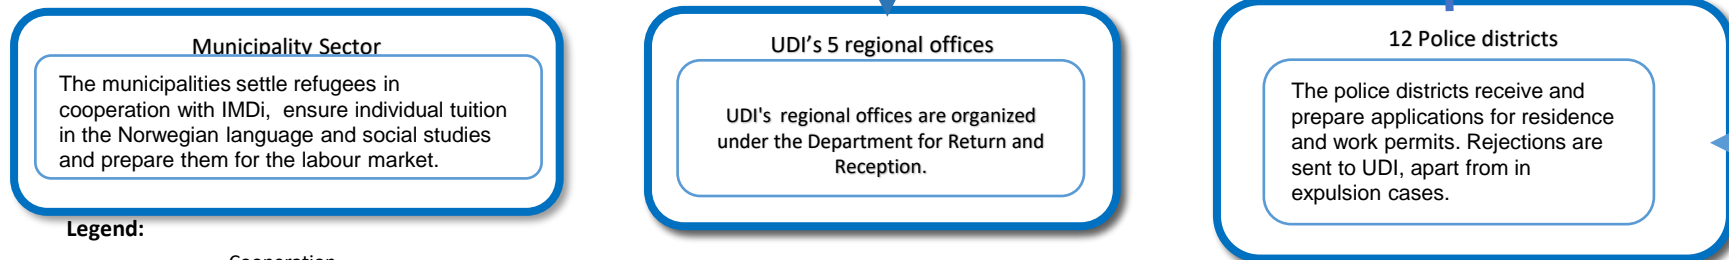 Municipality Sector
The municipalities settle refugees in
cooperation with IMDi, ensure individual tuition
in the Norwegian language and social studies
and prepare them for the labour market.
UDI's 5 regional offices
UDI's regional offices are organized
under the Department for Return and
Reception.
12 Police districts
The police districts receive and
prepare applications for residence
and work permits. Rejections are
sent to UDI, apart from in
expulsion cases.
Legend:
Cooperation